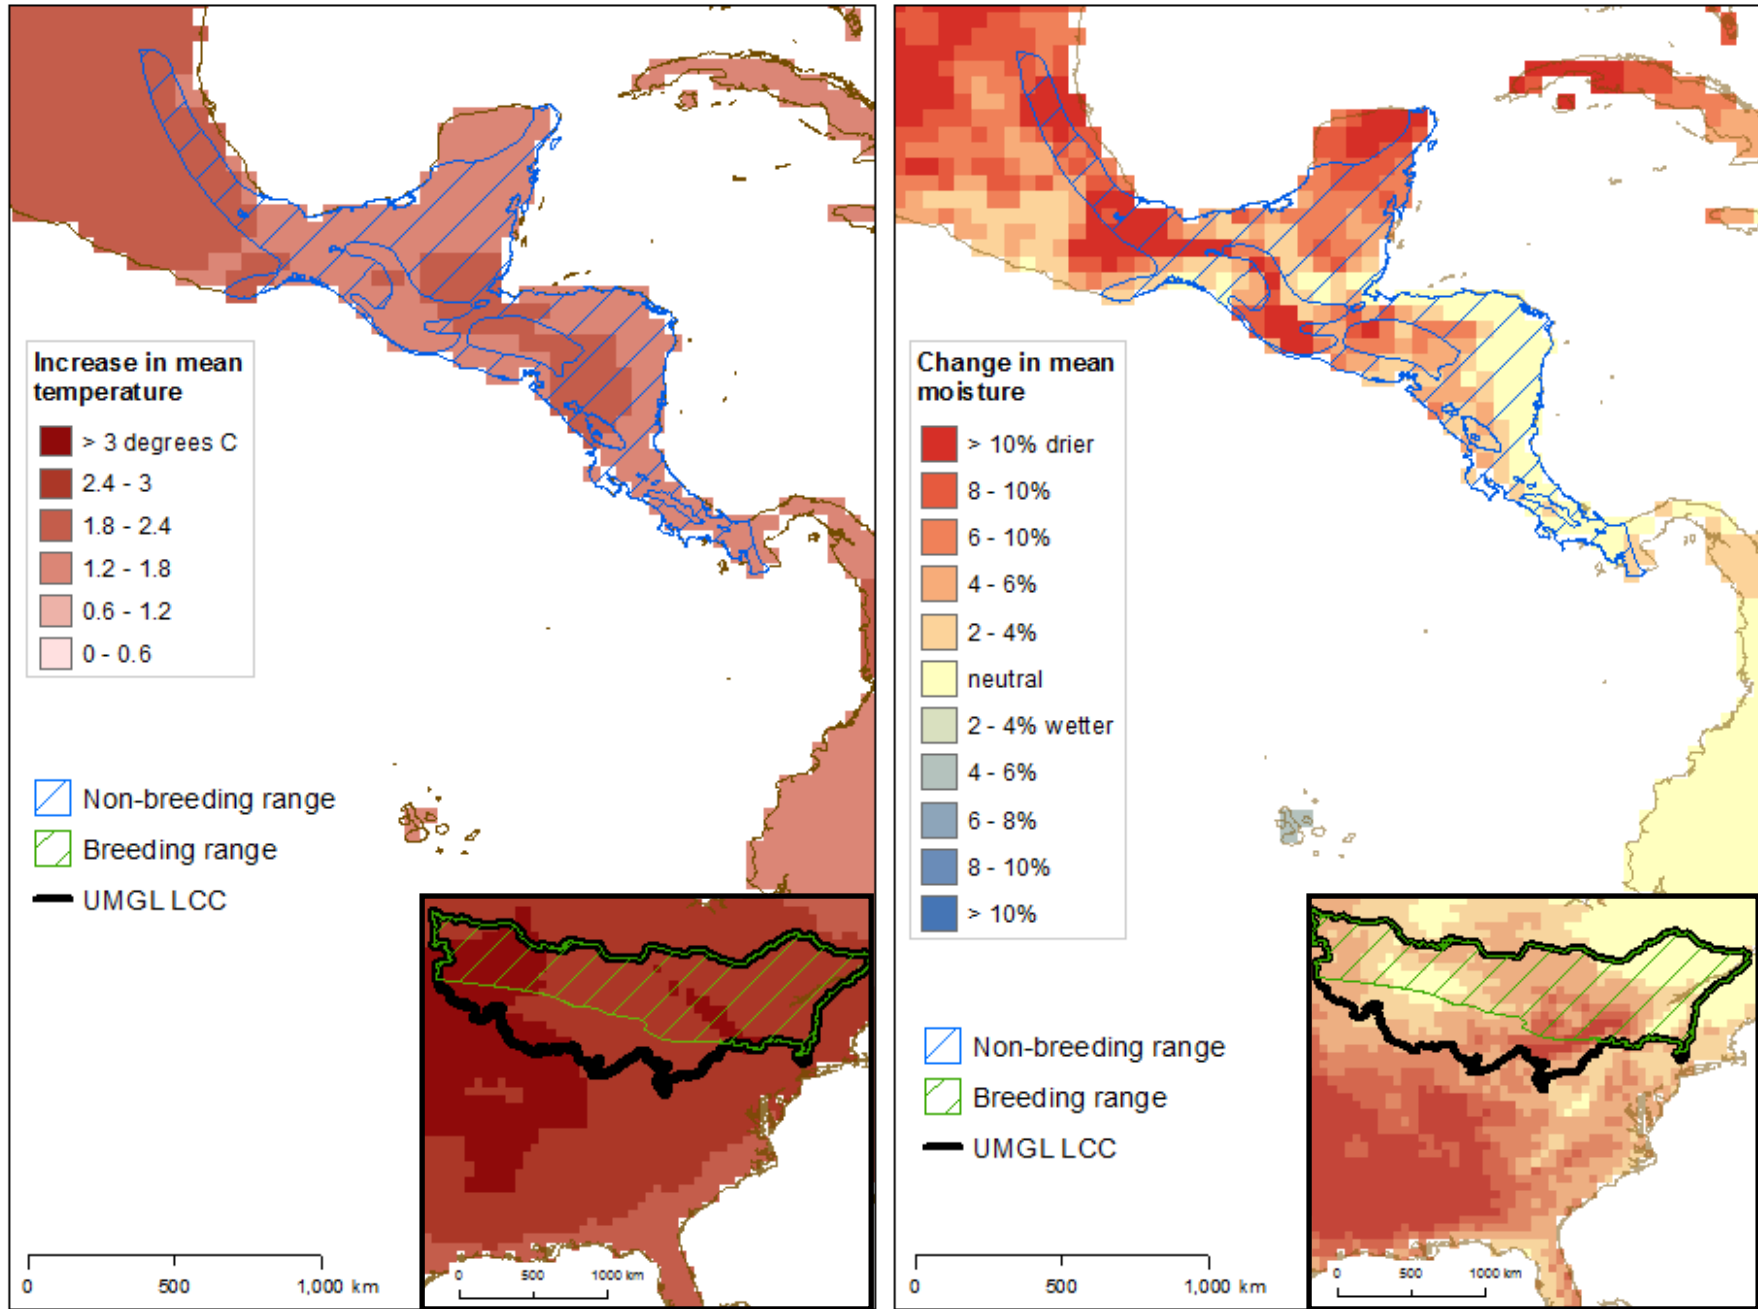 Increase in mean
temperature
> 3 degrees C
2.4 - 3
1.8 - 2.4
1.2 - 1.8
0.6 - 1.2
0 - 0.6
Non-breeding range
Breeding range
UMGL LCC
0 500 1,000 km
0 500 1000 km
Change in mean
moisture
> 10% drier
8 - 10%
6 - 10%
4 - 6%
2 - 4%
neutral
2 - 4% wetter
4 - 6%
6 - 8%
8 - 10%
> 10%
Non-breeding range
Breeding range
UMGL LCC
0 500 1,000 km
0 500 1000 km